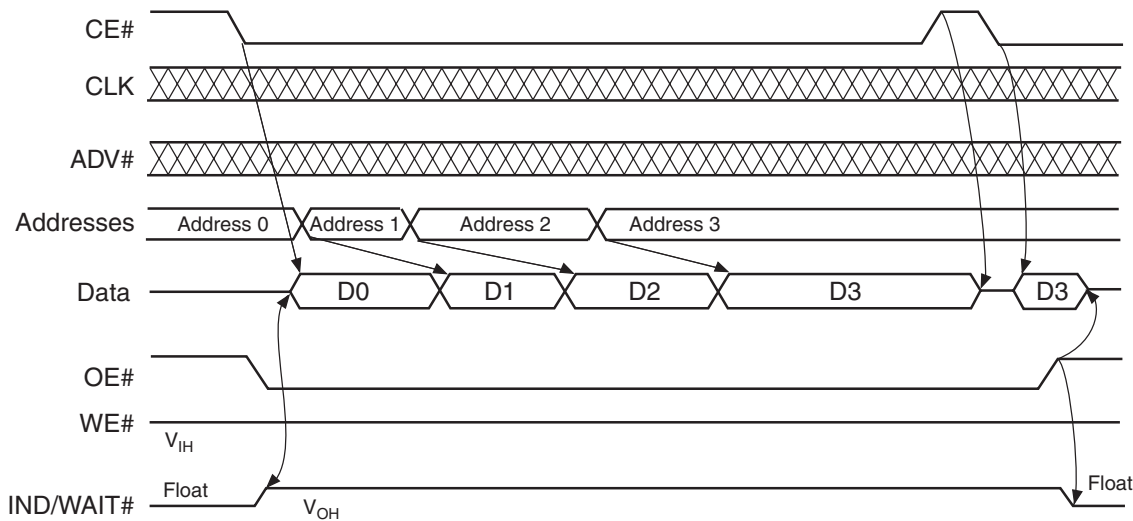 CE#
CLK
ADV#
Addresses Address 0 Address 1 Address 2 Address 3
Data D0 D1 D2 D3 D3
OE#
WE#
VIH
IND/WAIT# Float VOH Float